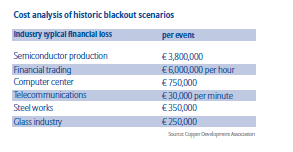 Cost analysis of historic blackout scenarios
Industry typical financial loss per event
Semiconductor production € 3,800,000
Financial trading € 6,000,000 per hour
Computer center € 750,000
Telecommunications € 30,000 per minute
Steel works € 350,000
Glass industry € 250,000
Source: Copper Development Association